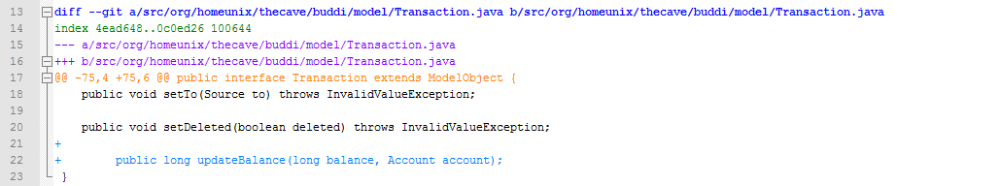 13 diff --git a/src/org/homeunix/thecave/buddi/model/Transaction.java b/src/org/homeunix/thecave/buddi/model/Transaction.java
14 index 4ead648..0c0ed26 100644
15 --- a/src/org/homeunix/thecave/buddi/model/Transaction.java
16 +++ b/src/org/homeunix/thecave/buddi/model/Transaction.java
17 @@ -75,4 +75,6 @@ public interface Transaction extends ModelObject {
18     public void setTo(Source to) throws InvalidValueException;
19
20     public void setDeleted(boolean deleted) throws InvalidValueException;
21 +
22 +       public long updateBalance(long balance, Account account);
23  }